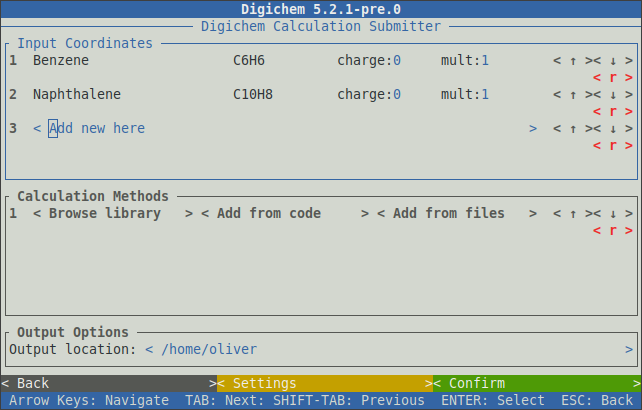 Digichem 5.2.1-pre.0
Digichem Calculation Submitter
Input Coordinates
1 Benzene C6H6 charge:0 mult:1 < ↑ >< ↓ >
< r >
2 Naphthalene C10H8 charge:0 mult:1 < ↑ >< ↓ >
< r >
3 < Add new here > < ↑ >< ↓ >
< r >
Calculation Methods
1 < Browse library > < Add from code > < Add from files > < ↑ >< ↓ >
< r >
Output Options
Output location: < /home/oliver >
< Back >< Settings >< Confirm >
Arrow Keys: Navigate TAB: Next: SHIFT-TAB: Previous ENTER: Select ESC: Back